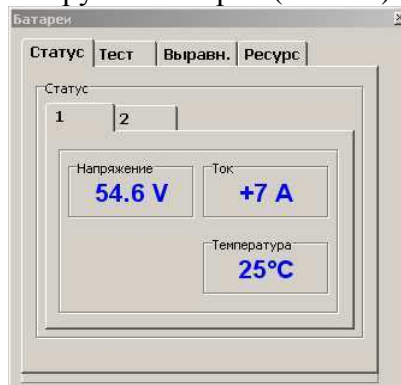 Батареи
Статус Тест Выравн. Ресурс
Статус
1 2
Напряжение Ток
54.6 V +7 A
Температура
25°C